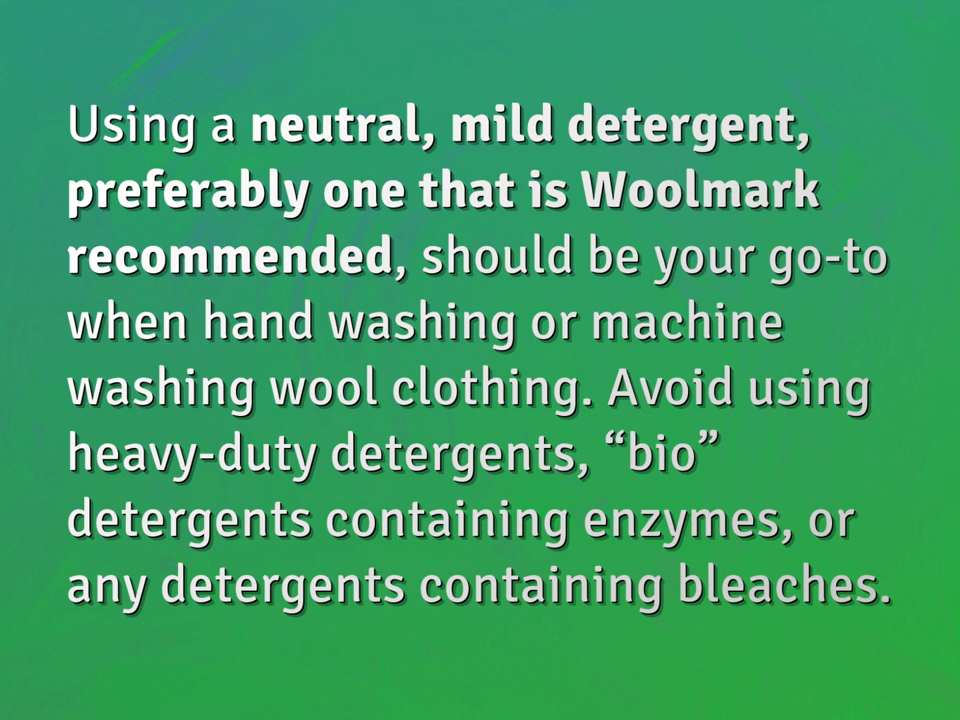 Using a neutral, mild detergent,
preferably one that is Woolmark
recommended, should be your go-to
when hand washing or machine
washing wool clothing. Avoid using
heavy-duty detergents, “bio”
detergents containing enzymes, or
any detergents containing bleaches.